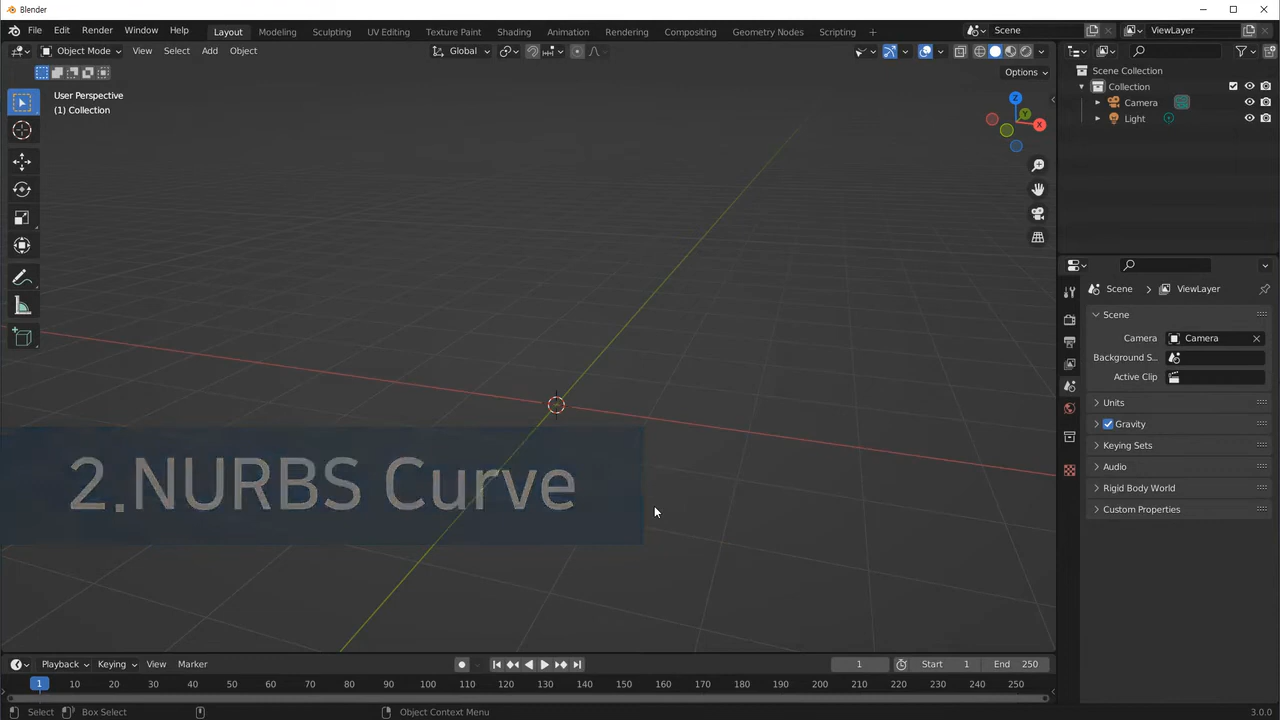 Blender
File Edit Render Window Help Layout Modeling Sculpting UV Editing Texture Paint Shading Animation Rendering Compositing Geometry Nodes Scripting + Scene ViewLayer
Object Mode View Select Add Object Global
Options
User Perspective
(1) Collection
Z
Y
X
Scene Collection
Collection
Camera
Light
Scene > ViewLayer
Scene
Camera Camera
Background S...
Active Clip
Units
Gravity
Keying Sets
Audio
Rigid Body World
Custom Properties
2.NURBS Curve
Playback Keying View Marker 1 Start 1 End 250
1 10 20 30 40 50 60 70 80 90 100 110 120 130 140 150 160 170 180 190 200 210 220 230 240 250
Select Box Select Object Context Menu 3.0.0